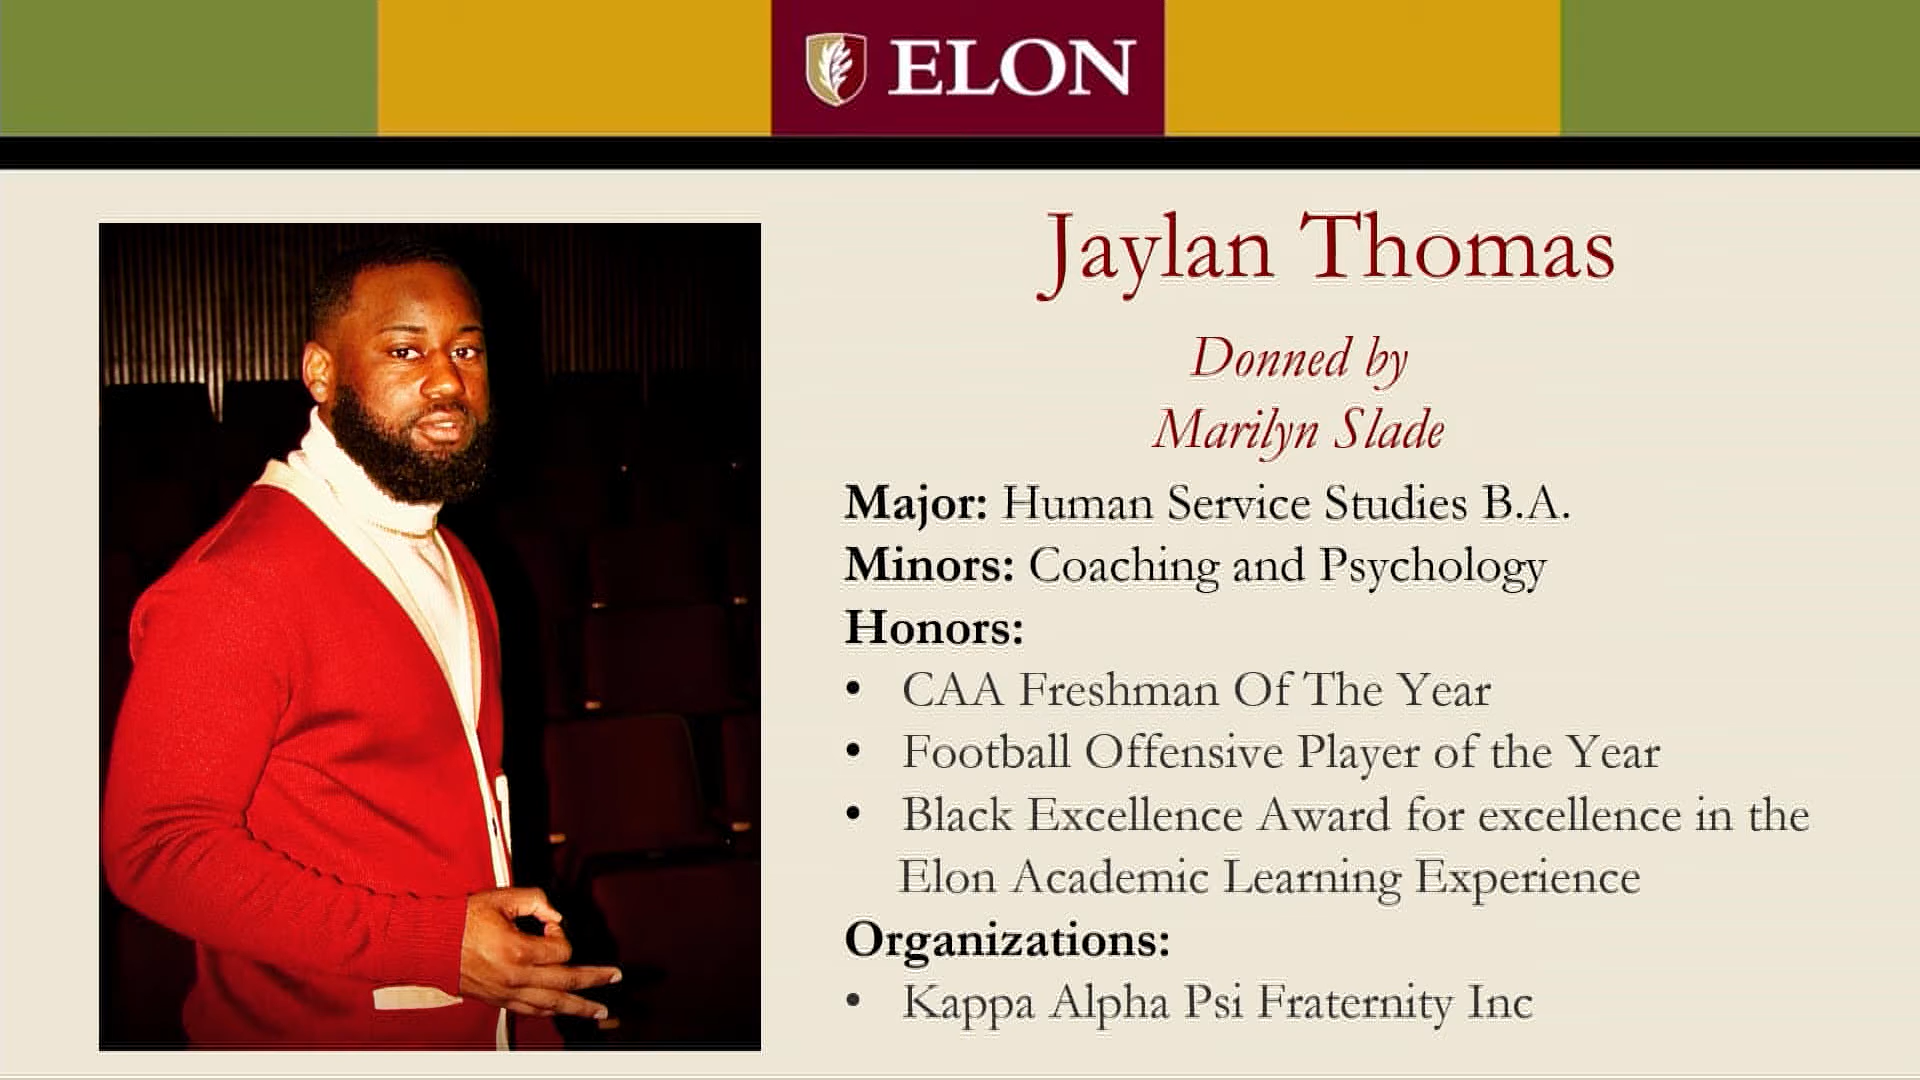 ELON
Jaylan Thomas
Donned by
Marilyn Slade
Major: Human Service Studies B.A.
Minors: Coaching and Psychology
Honors:
• CAA Freshman Of The Year
• Football Offensive Player of the Year
• Black Excellence Award for excellence in the
Elon Academic Learning Experience
Organizations:
• Kappa Alpha Psi Fraternity Inc